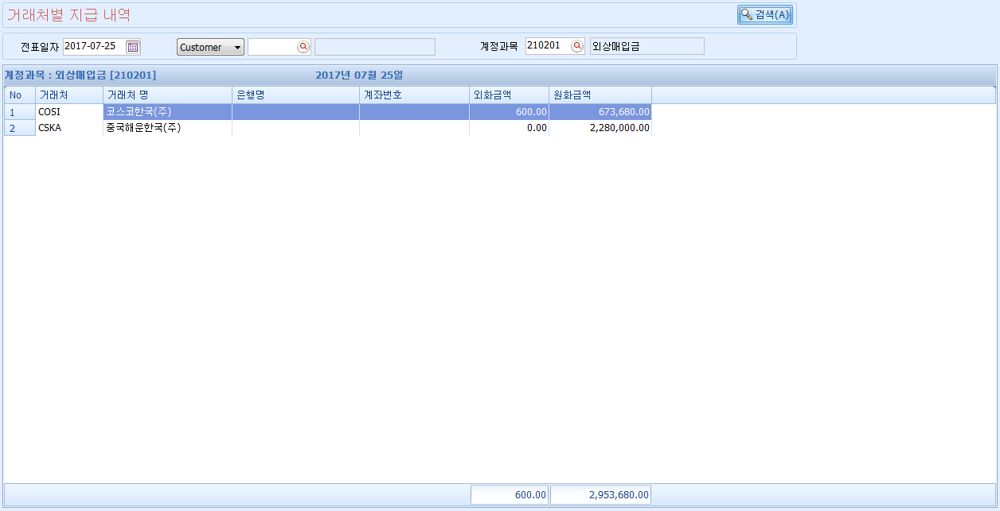 거래처별 지급 내역 검색(A)
전표일자 2017-07-25 Customer 계정과목 210201 외상매입금
계정과목 : 외상매입금 [210201] 2017년 07월 25일
No 거래처 거래처 명 은행명 계좌번호 외화금액 원화금액
1 COSI 코스코한국(주) 600.00 673,680.00
2 CSKA 중국해운한국(주) 0.00 2,280,000.00
600.00 2,953,680.00